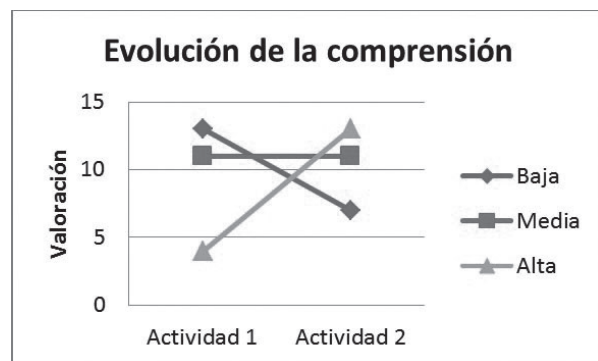 Evolución de la comprensión
Valoración
15
10
5
0
Actividad 1
Actividad 2
Baja
Media
Alta